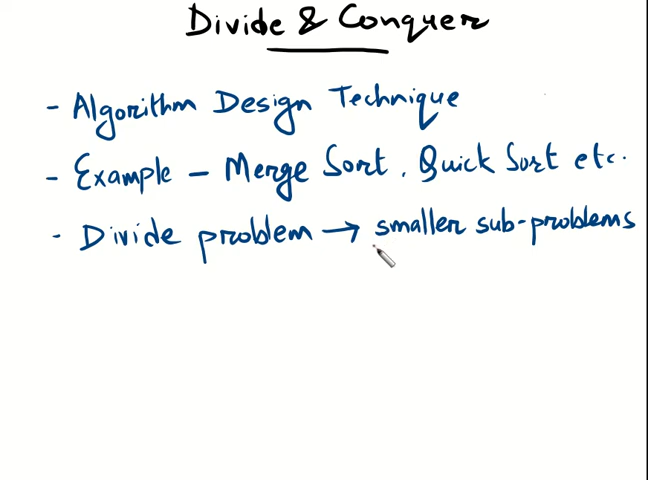 Divide & Conquer
- Algorithm Design Technique
- Example - Merge Sort, Quick Sort etc.
- Divide problem → smaller sub-problems